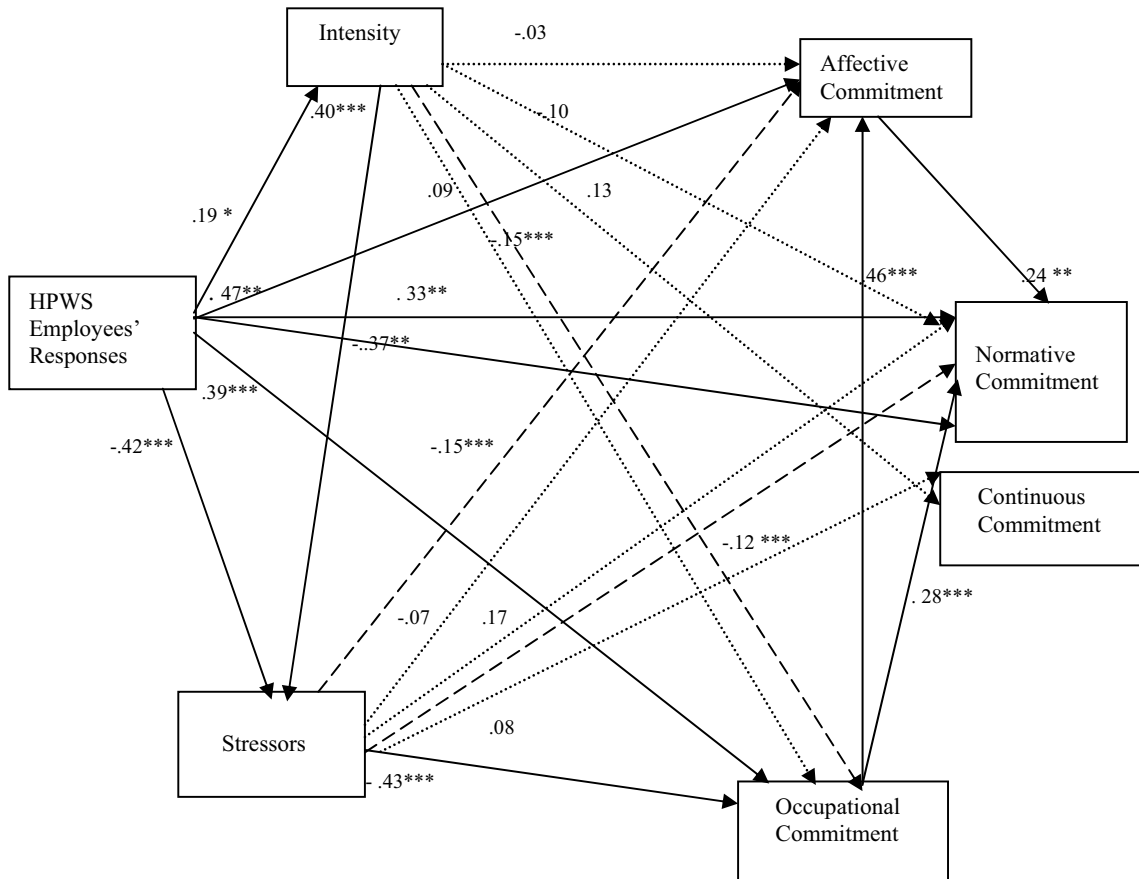 Intensity
-.03
Affective
Commitment
.40***
-.10
.09
.13
.19 *
-.15***
HPWS
Employees’
Responses
. 47**
. 33**
.46***
.24 **
Normative
Commitment
-.37**
.39***
-.42***
-.15***
Continuous
Commitment
-.12 ***
-.07
.17
. 28***
Stressors
.08
- .43***
Occupational
Commitment